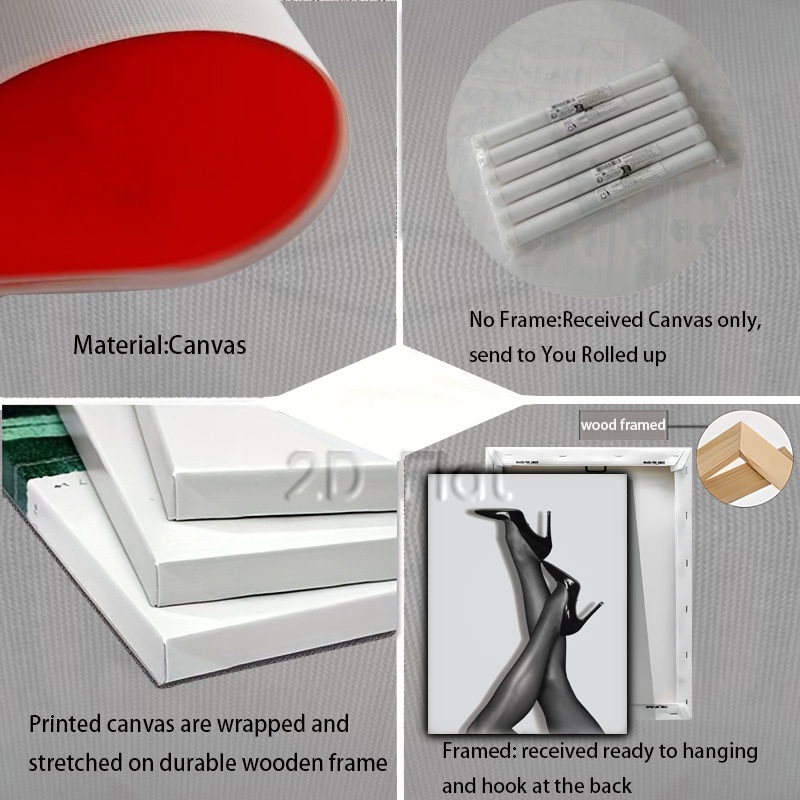 Material:Canvas
No Frame:Received Canvas only,
send to You Rolled up
wood framed
2D Flat
Printed canvas are wrapped and
stretched on durable wooden frame
Framed: received ready to hanging
and hook at the back